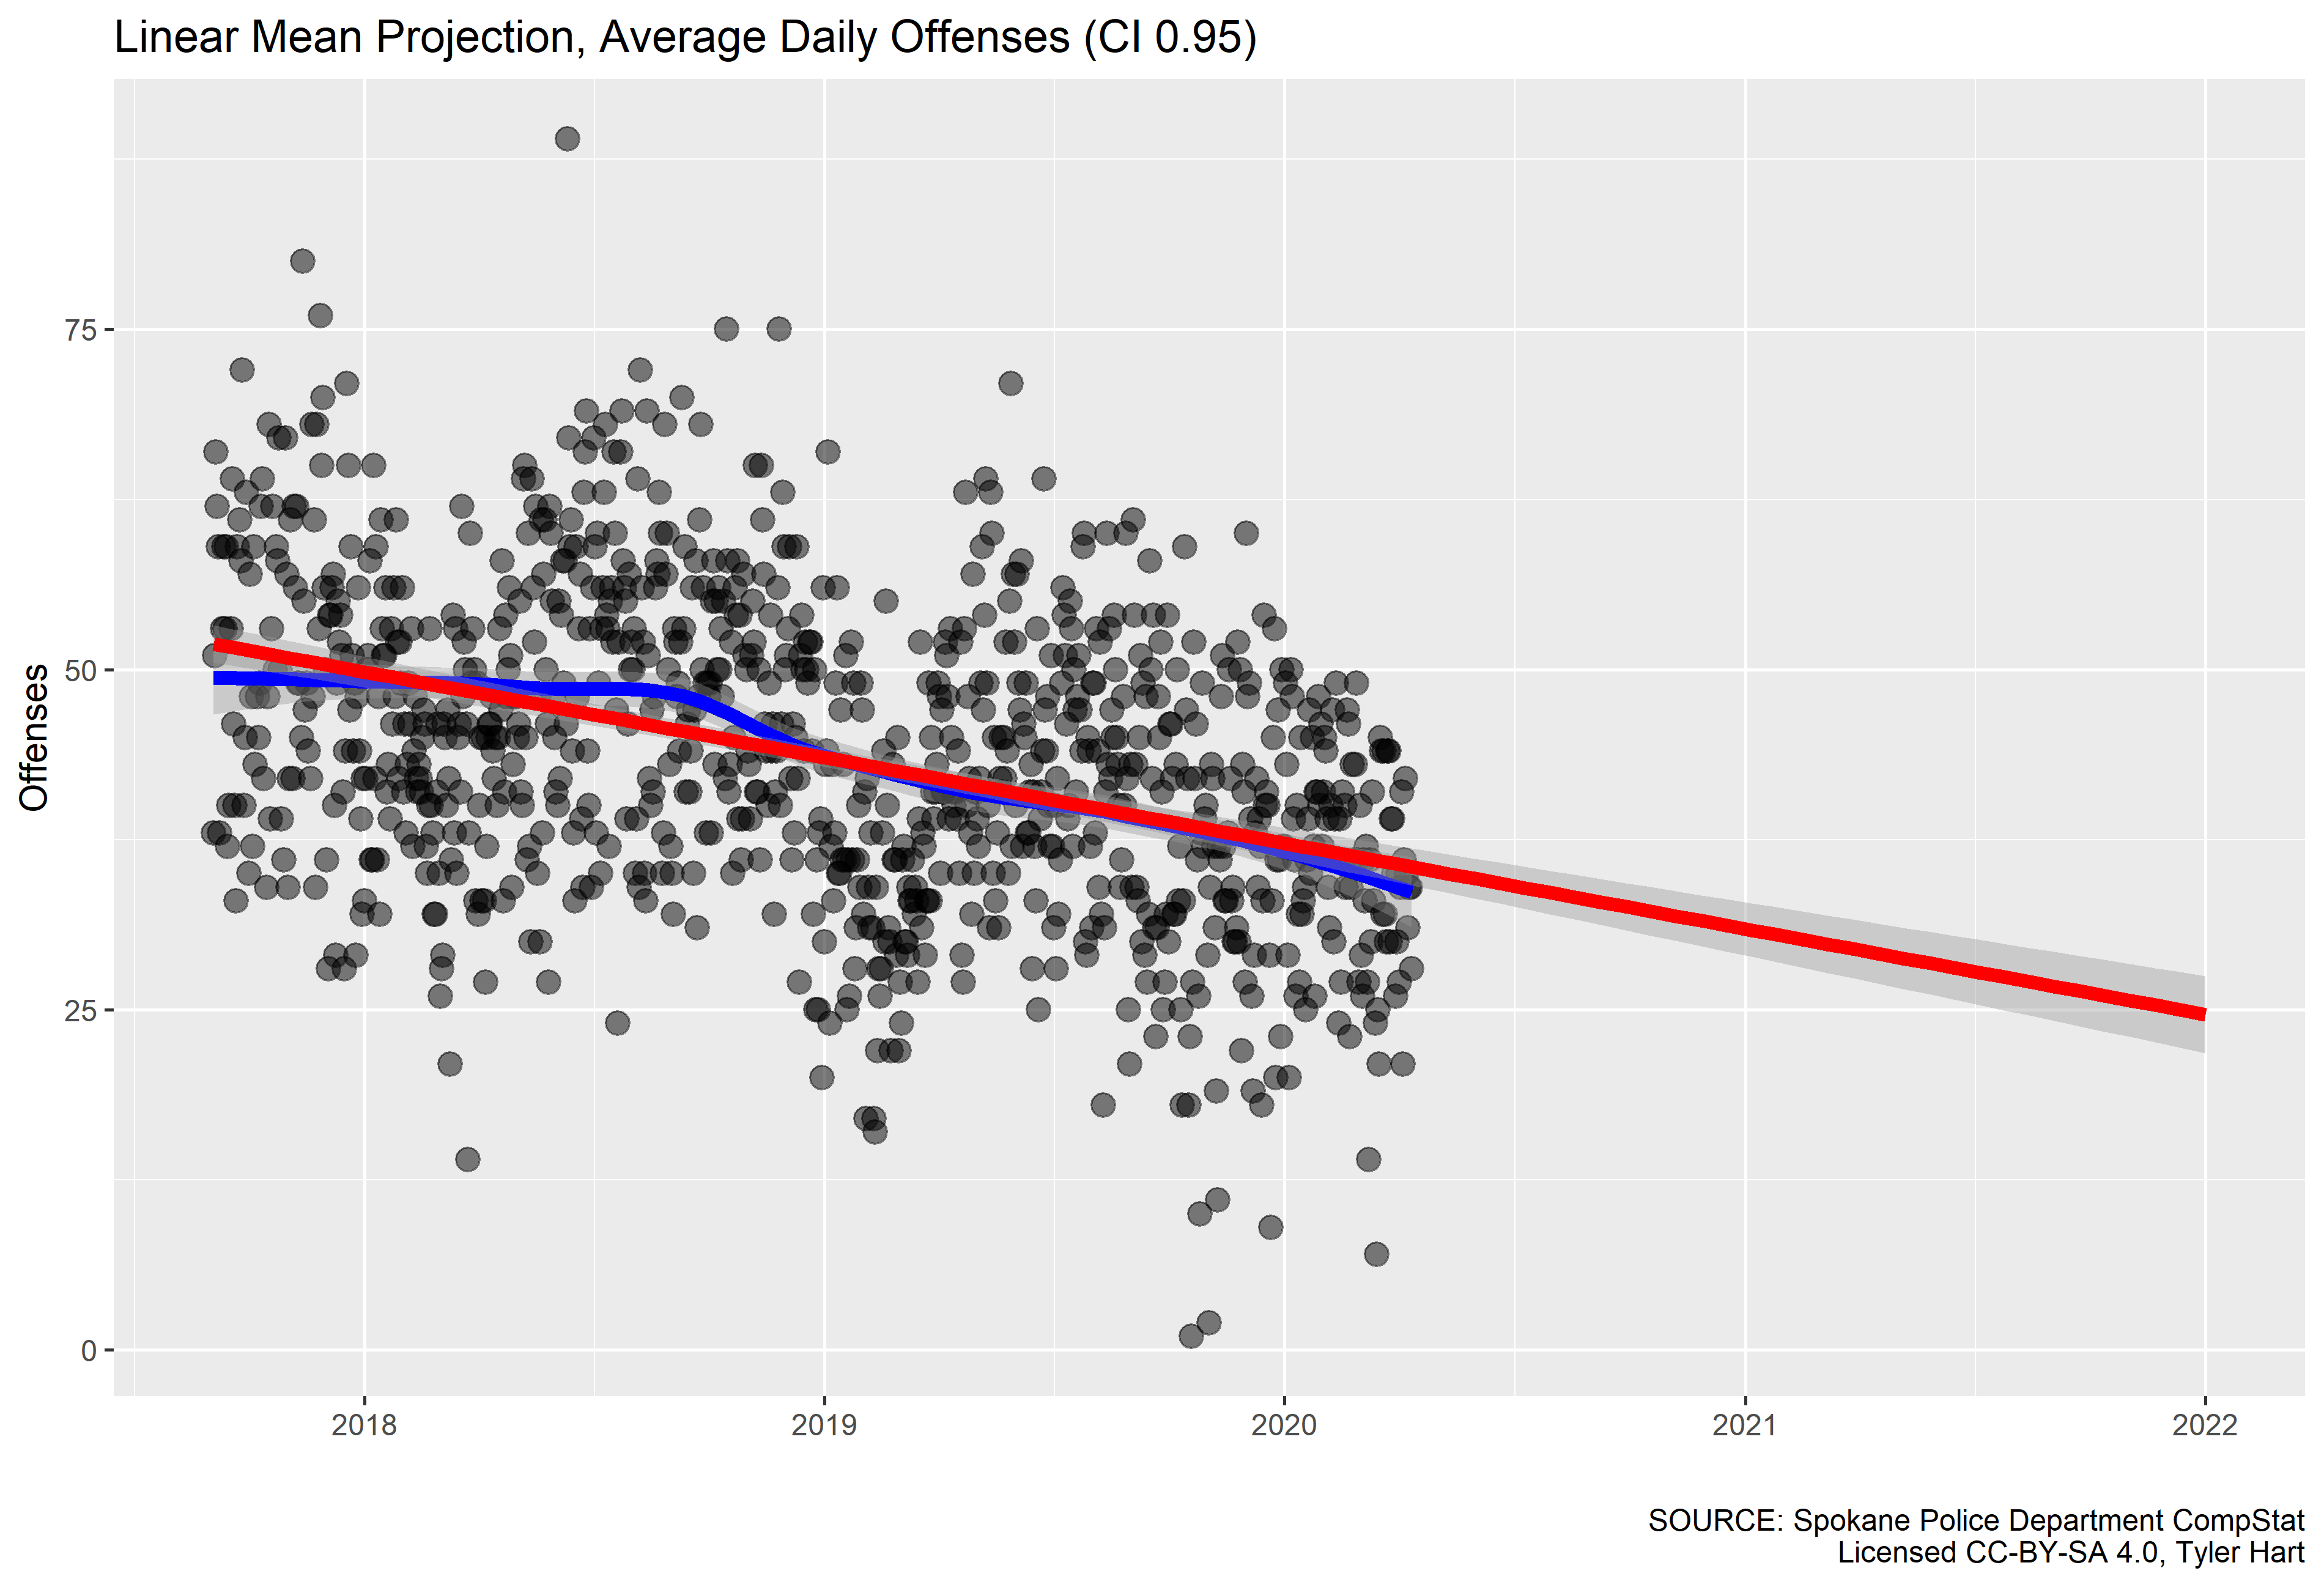 Linear Mean Projection, Average Daily Offenses (CI 0.95)
Offenses
75
50
25
0
2018
2019
2020
2021
2022
SOURCE: Spokane Police Department CompStat
Licensed CC-BY-SA 4.0, Tyler Hart